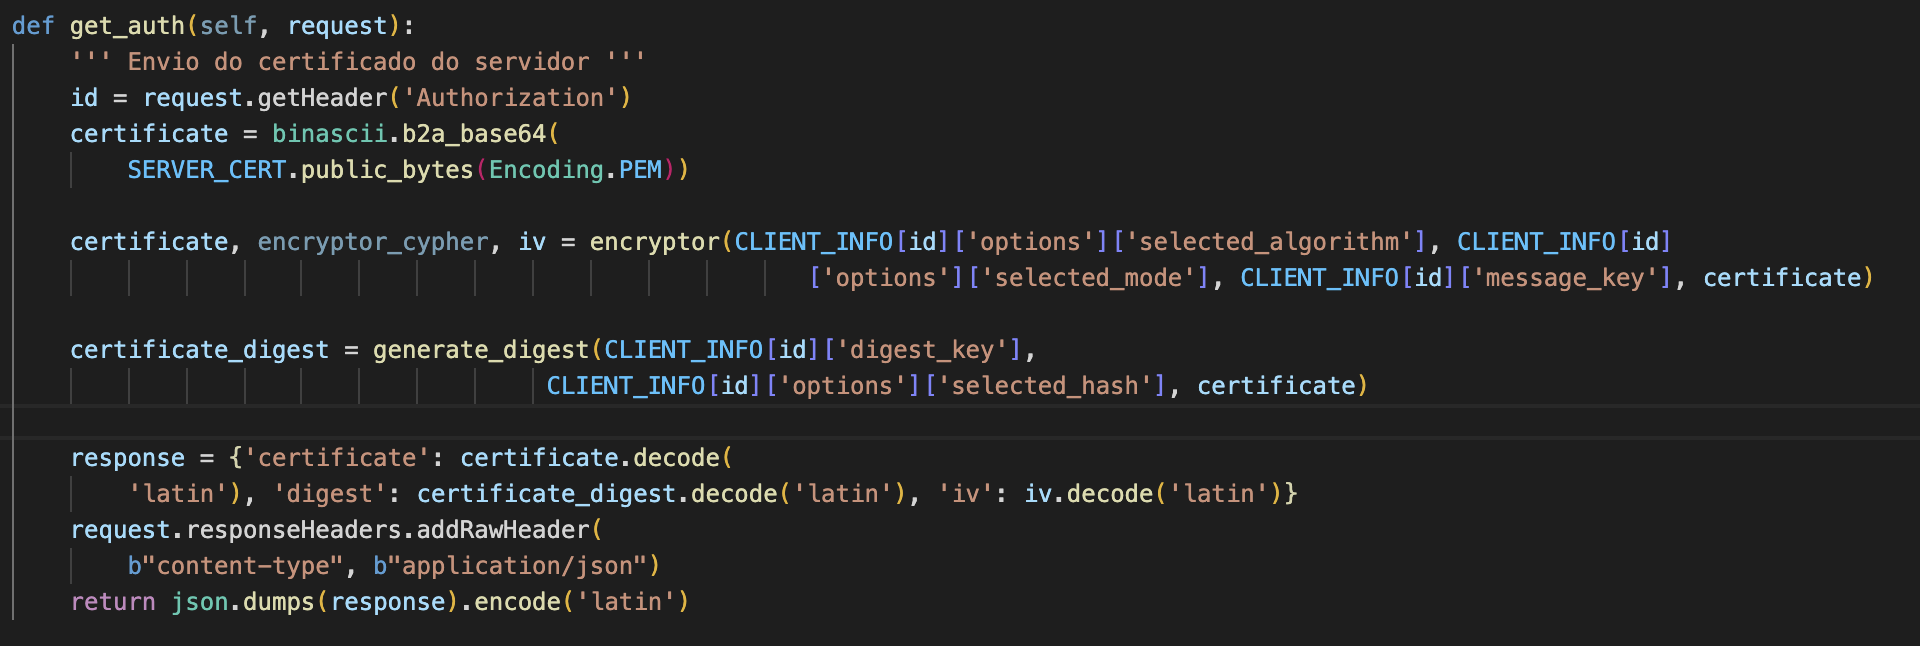 def get_auth(self, request):
    ''' Envio do certificado do servidor '''
    id = request.getHeader('Authorization')
    certificate = binascii.b2a_base64(
        SERVER_CERT.public_bytes(Encoding.PEM))

    certificate, encryptor_cypher, iv = encryptor(CLIENT_INFO[id]['options']['selected_algorithm'], CLIENT_INFO[id]
                                                   ['options']['selected_mode'], CLIENT_INFO[id]['message_key'], certificate)

    certificate_digest = generate_digest(CLIENT_INFO[id]['digest_key'],
                                     CLIENT_INFO[id]['options']['selected_hash'], certificate)

    response = {'certificate': certificate.decode(
        'latin'), 'digest': certificate_digest.decode('latin'), 'iv': iv.decode('latin')}
    request.responseHeaders.addRawHeader(
        b"content-type", b"application/json")
    return json.dumps(response).encode('latin')